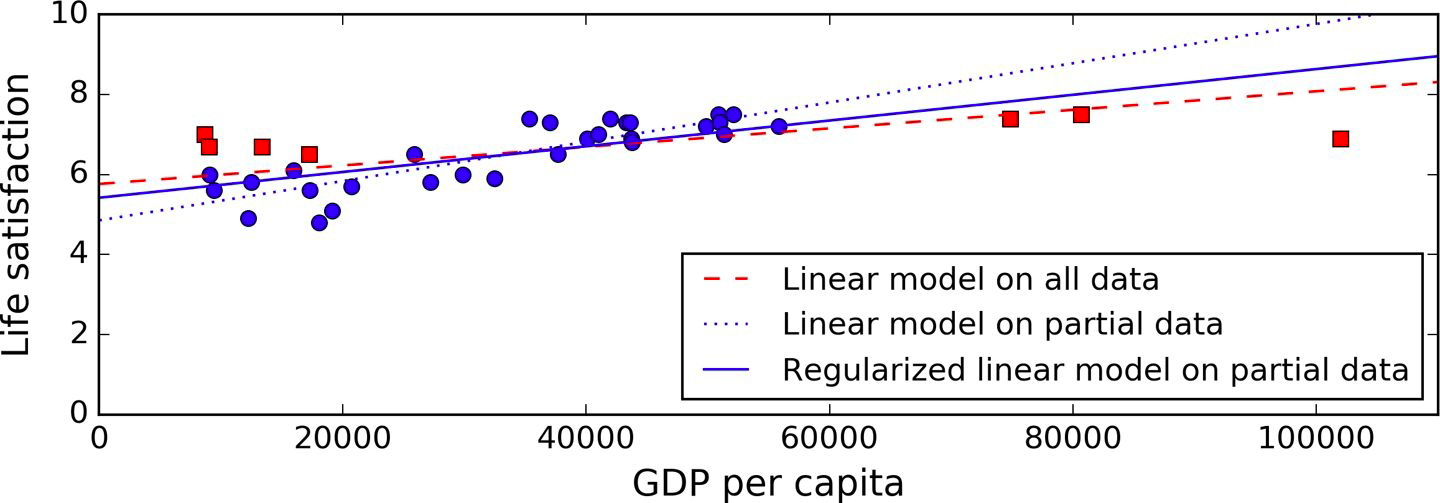 Life satisfaction
10
8
6
4
2
0
Linear model on all data
Linear model on partial data
Regularized linear model on partial data
0 20000 40000 60000 80000 100000
GDP per capita